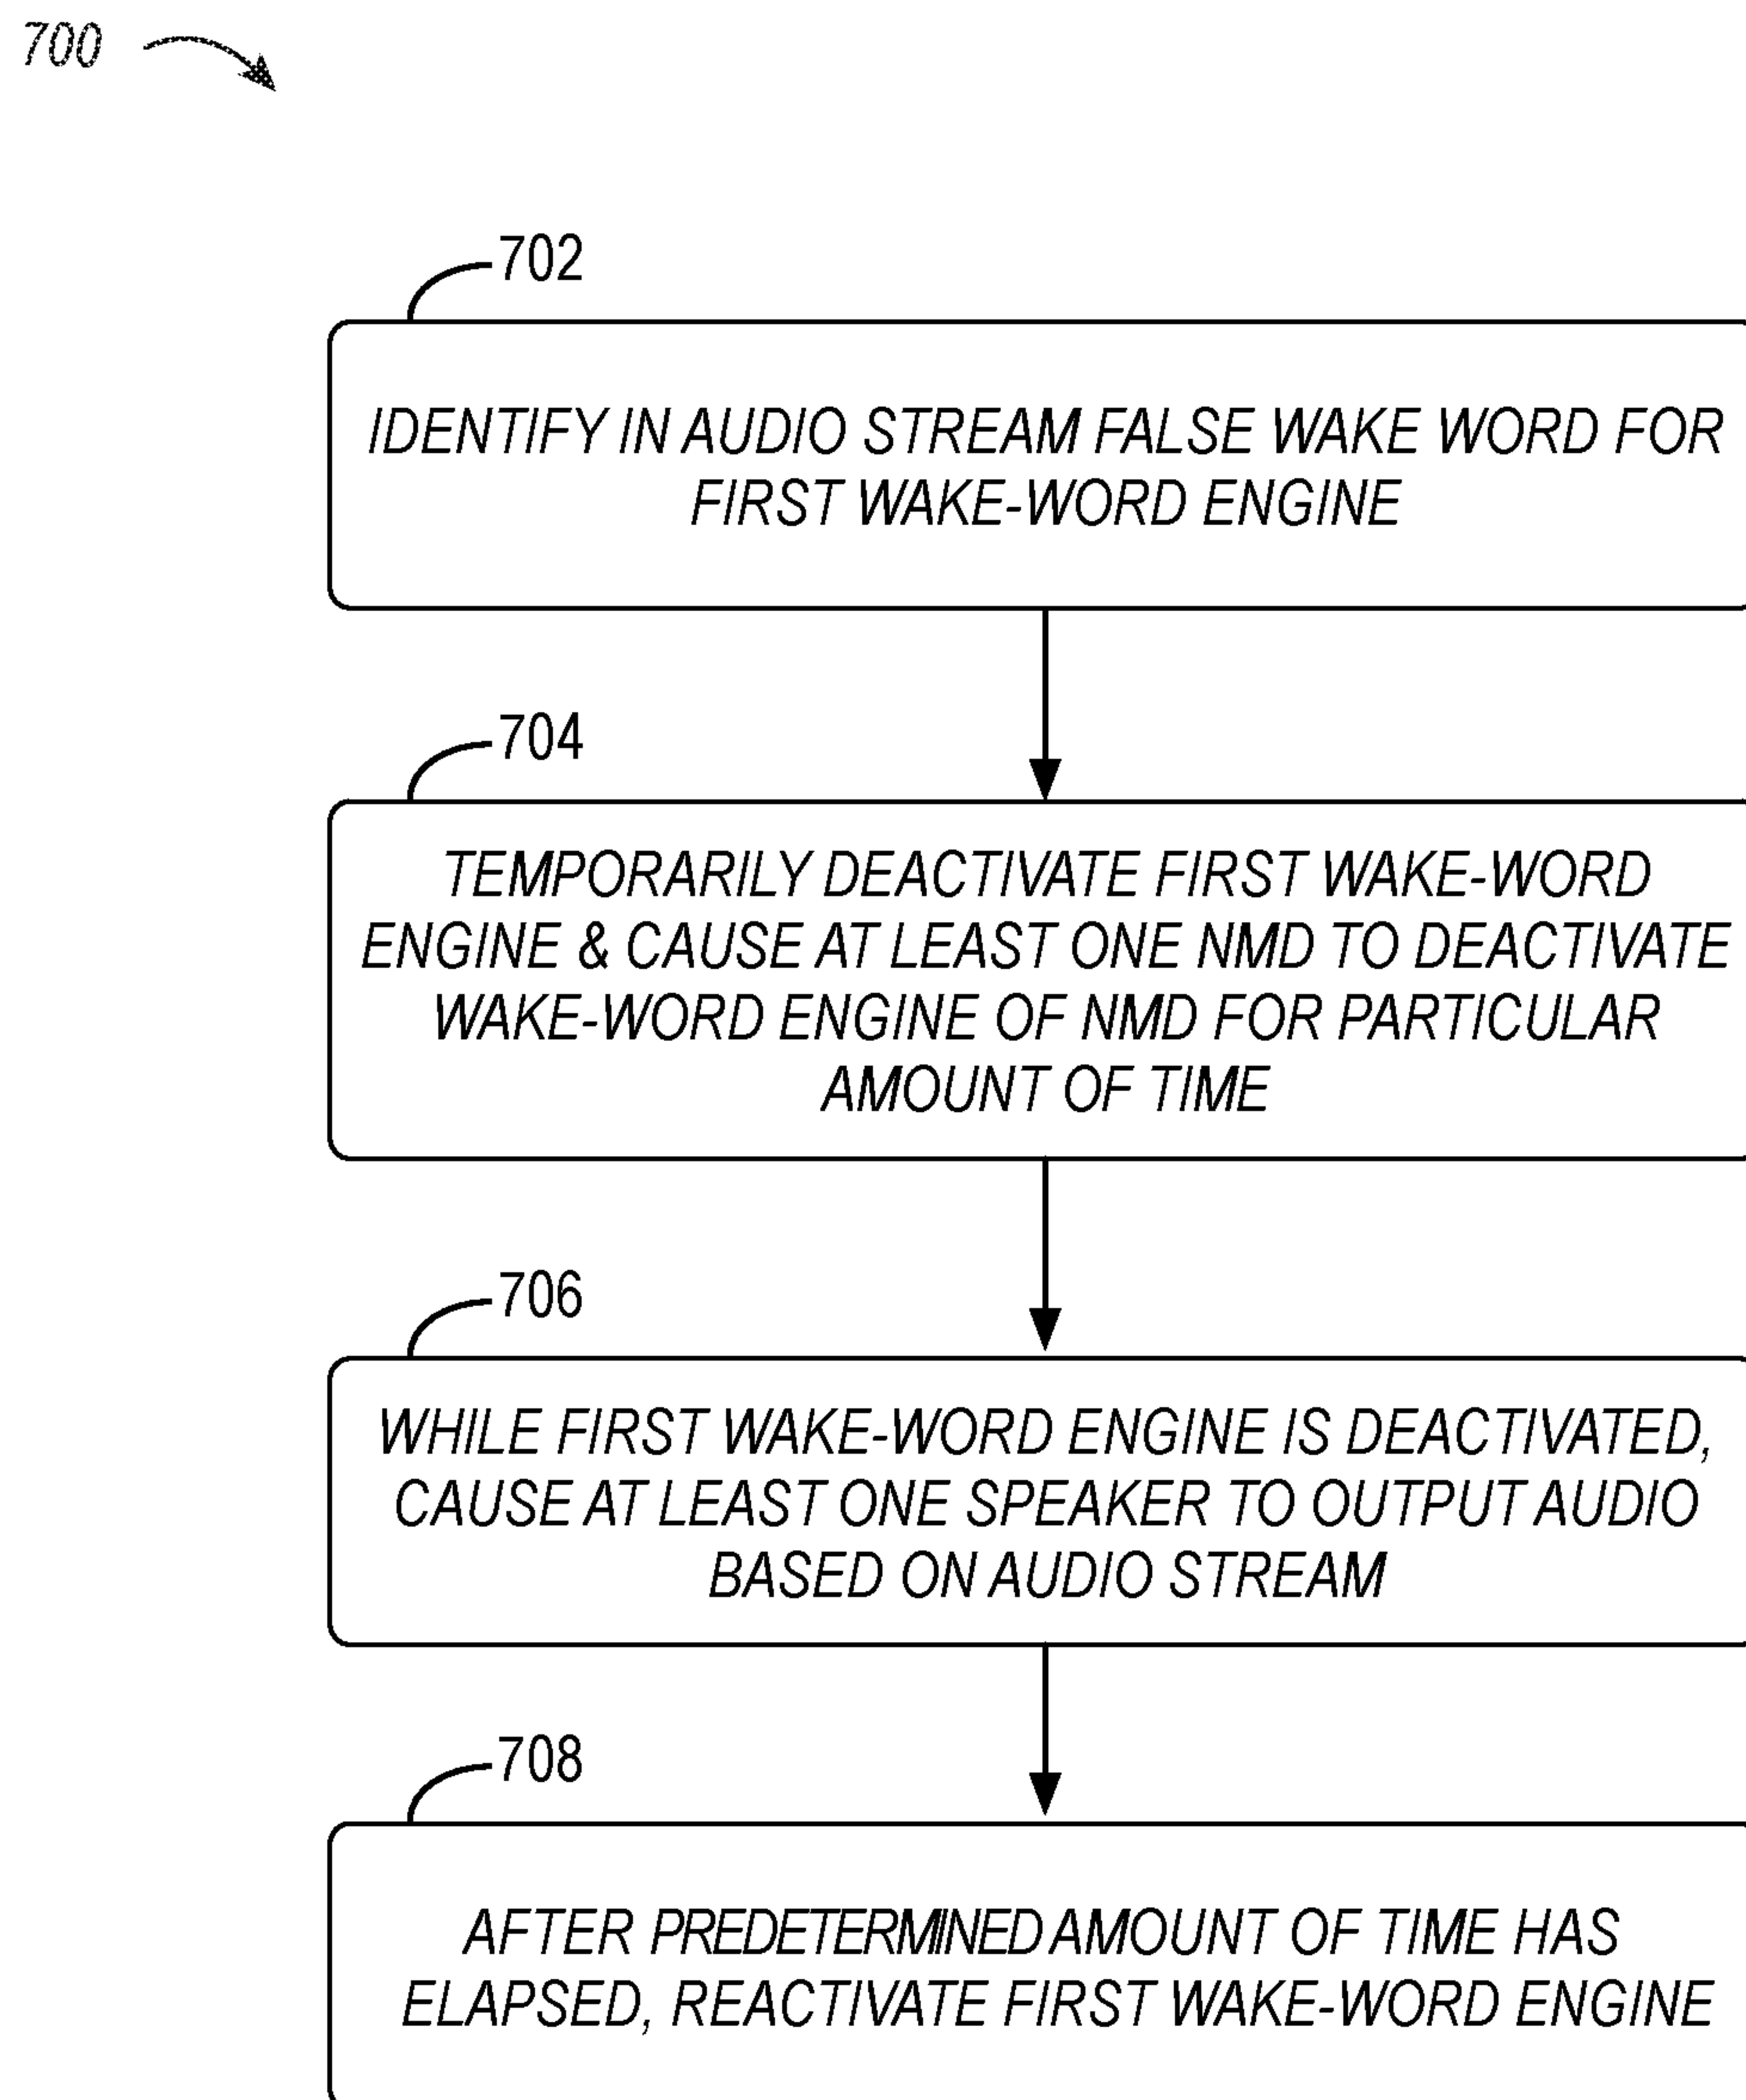 700
702
IDENTIFY IN AUDIO STREAM FALSE WAKE WORD FOR
FIRST WAKE-WORD ENGINE
704
TEMPORARILY DEACTIVATE FIRST WAKE-WORD
ENGINE & CAUSE AT LEAST ONE NMD TO DEACTIVATE
WAKE-WORD ENGINE OF NMD FOR PARTICULAR
AMOUNT OF TIME
706
WHILE FIRST WAKE-WORD ENGINE IS DEACTIVATED,
CAUSE AT LEAST ONE SPEAKER TO OUTPUT AUDIO
BASED ON AUDIO STREAM
708
AFTER PREDETERMINED AMOUNT OF TIME HAS
ELAPSED, REACTIVATE FIRST WAKE-WORD ENGINE